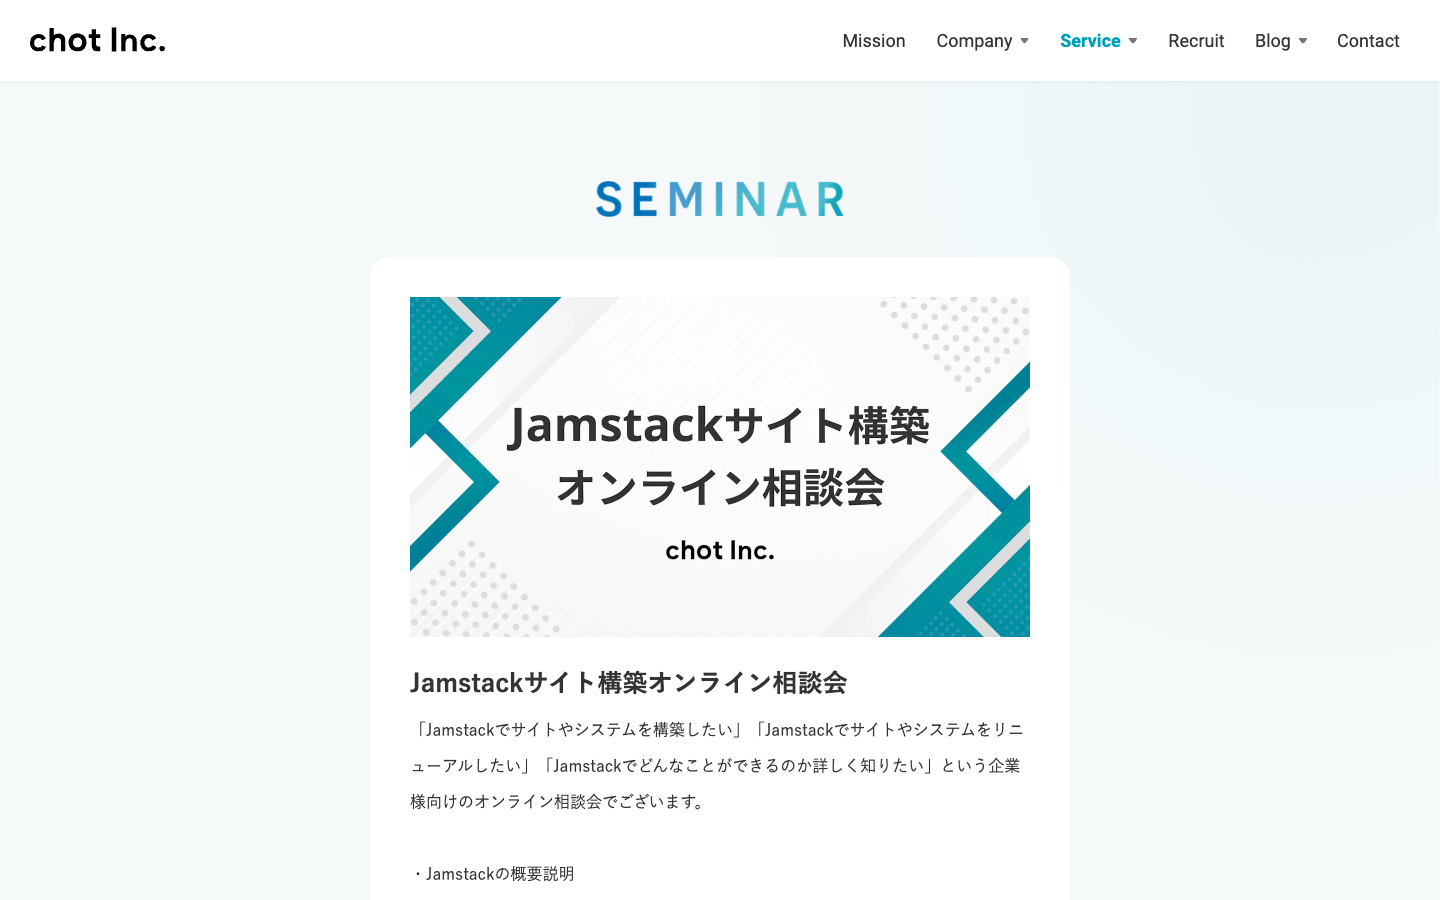 chot Inc.
Mission Company Service Recruit Blog Contact
SEMINAR
Jamstackサイト構築
オンライン相談会
chot Inc.
Jamstackサイト構築オンライン相談会
「Jamstackでサイトやシステムを構築したい」「Jamstackでサイトやシステムをリニ
ューアルしたい」「Jamstackでどんなことができるのか詳しく知りたい」という企業
様向けのオンライン相談会でございます。
・Jamstackの概要説明